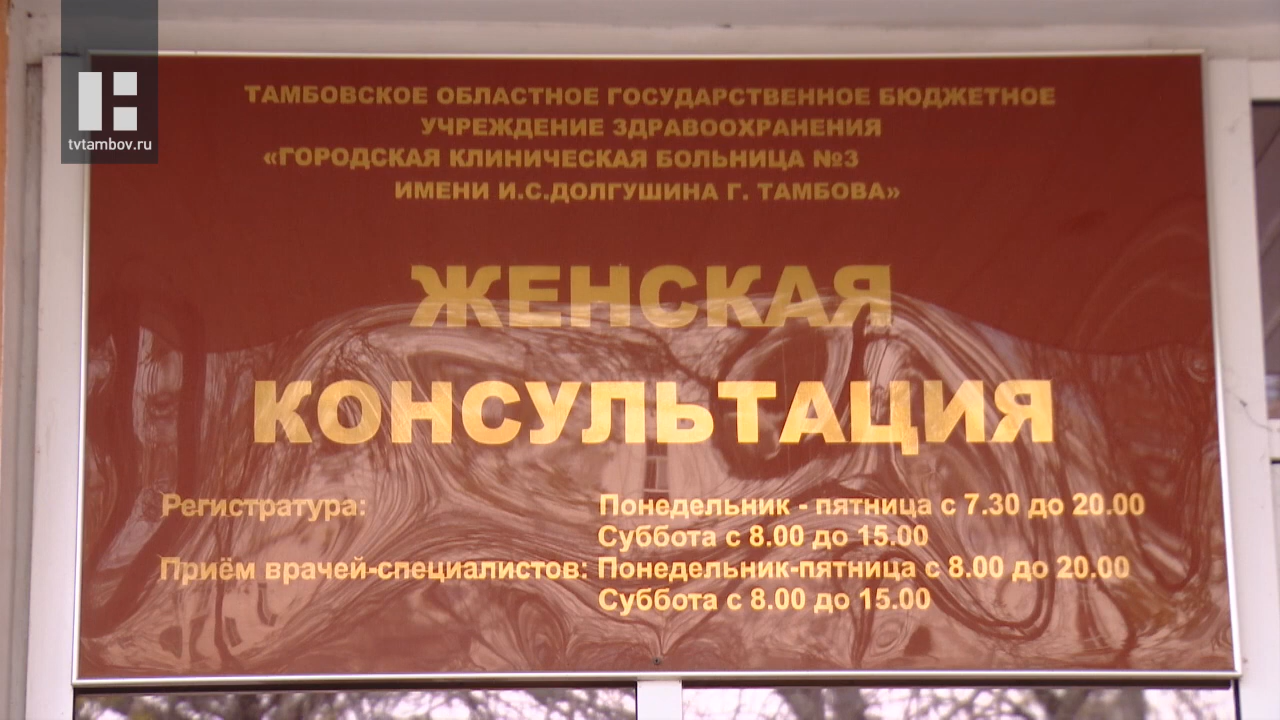 tvtambov.ru
ТАМБОВСКОЕ ОБЛАСТНОЕ ГОСУДАРСТВЕННОЕ БЮДЖЕТНОЕ
УЧРЕЖДЕНИЕ ЗДРАВООХРАНЕНИЯ
«ГОРОДСКАЯ КЛИНИЧЕСКАЯ БОЛЬНИЦА №3
ИМЕНИ И.С.ДОЛГУШИНА Г. ТАМБОВА»
ЖЕНСКАЯ
КОНСУЛЬТАЦИЯ
Регистратура: Понедельник - пятница с 7.30 до 20.00
Суббота с 8.00 до 15.00
Приём врачей-специалистов: Понедельник-пятница с 8.00 до 20.00
Суббота с 8.00 до 15.00